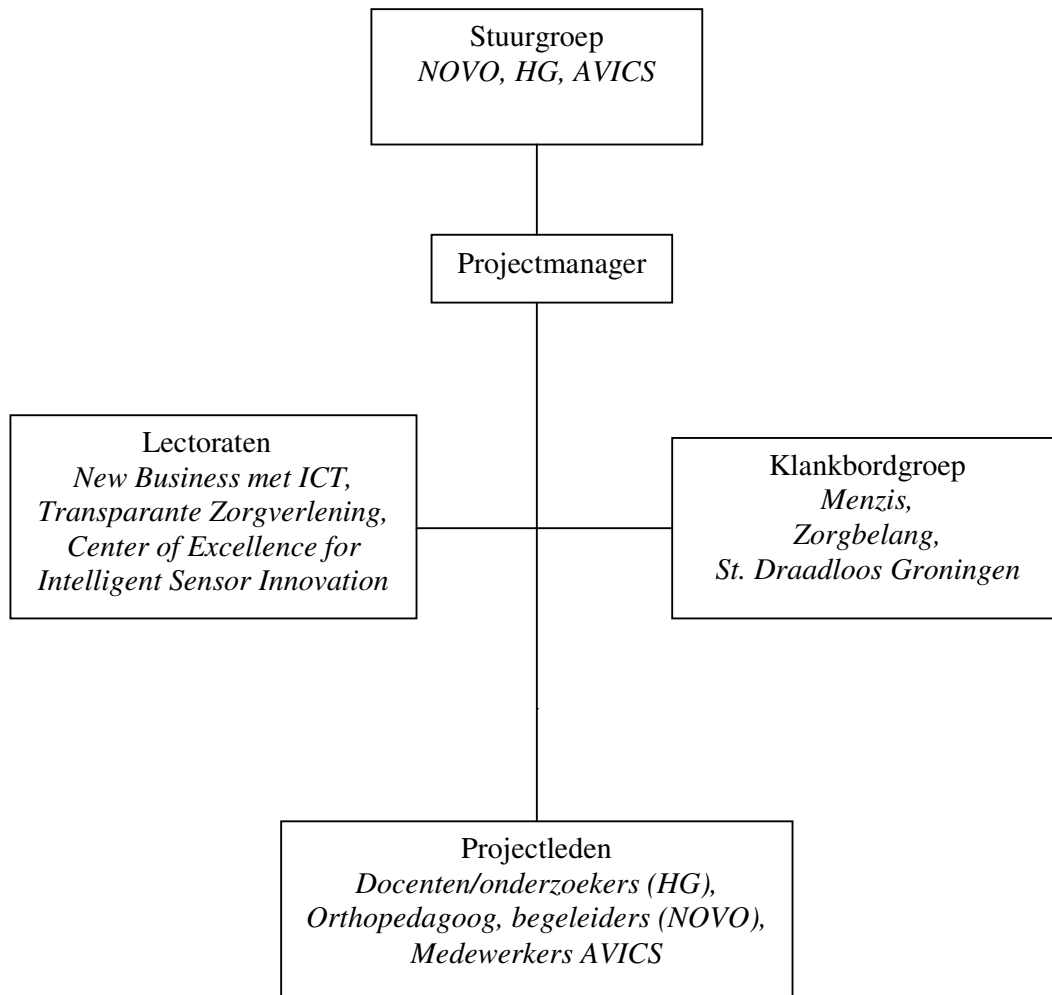 Stuurgroep
NOVO, HG, AVICS
Projectmanager
Lectoraten
New Business met ICT,
Transparante Zorgverlening,
Center of Excellence for
Intelligent Sensor Innovation
Klankbordgroep
Menzis,
Zorgbelang,
St. Draadloos Groningen
Projectleden
Docenten/onderzoekers (HG),
Orthopedagoog, begeleiders (NOVO),
Medewerkers AVICS